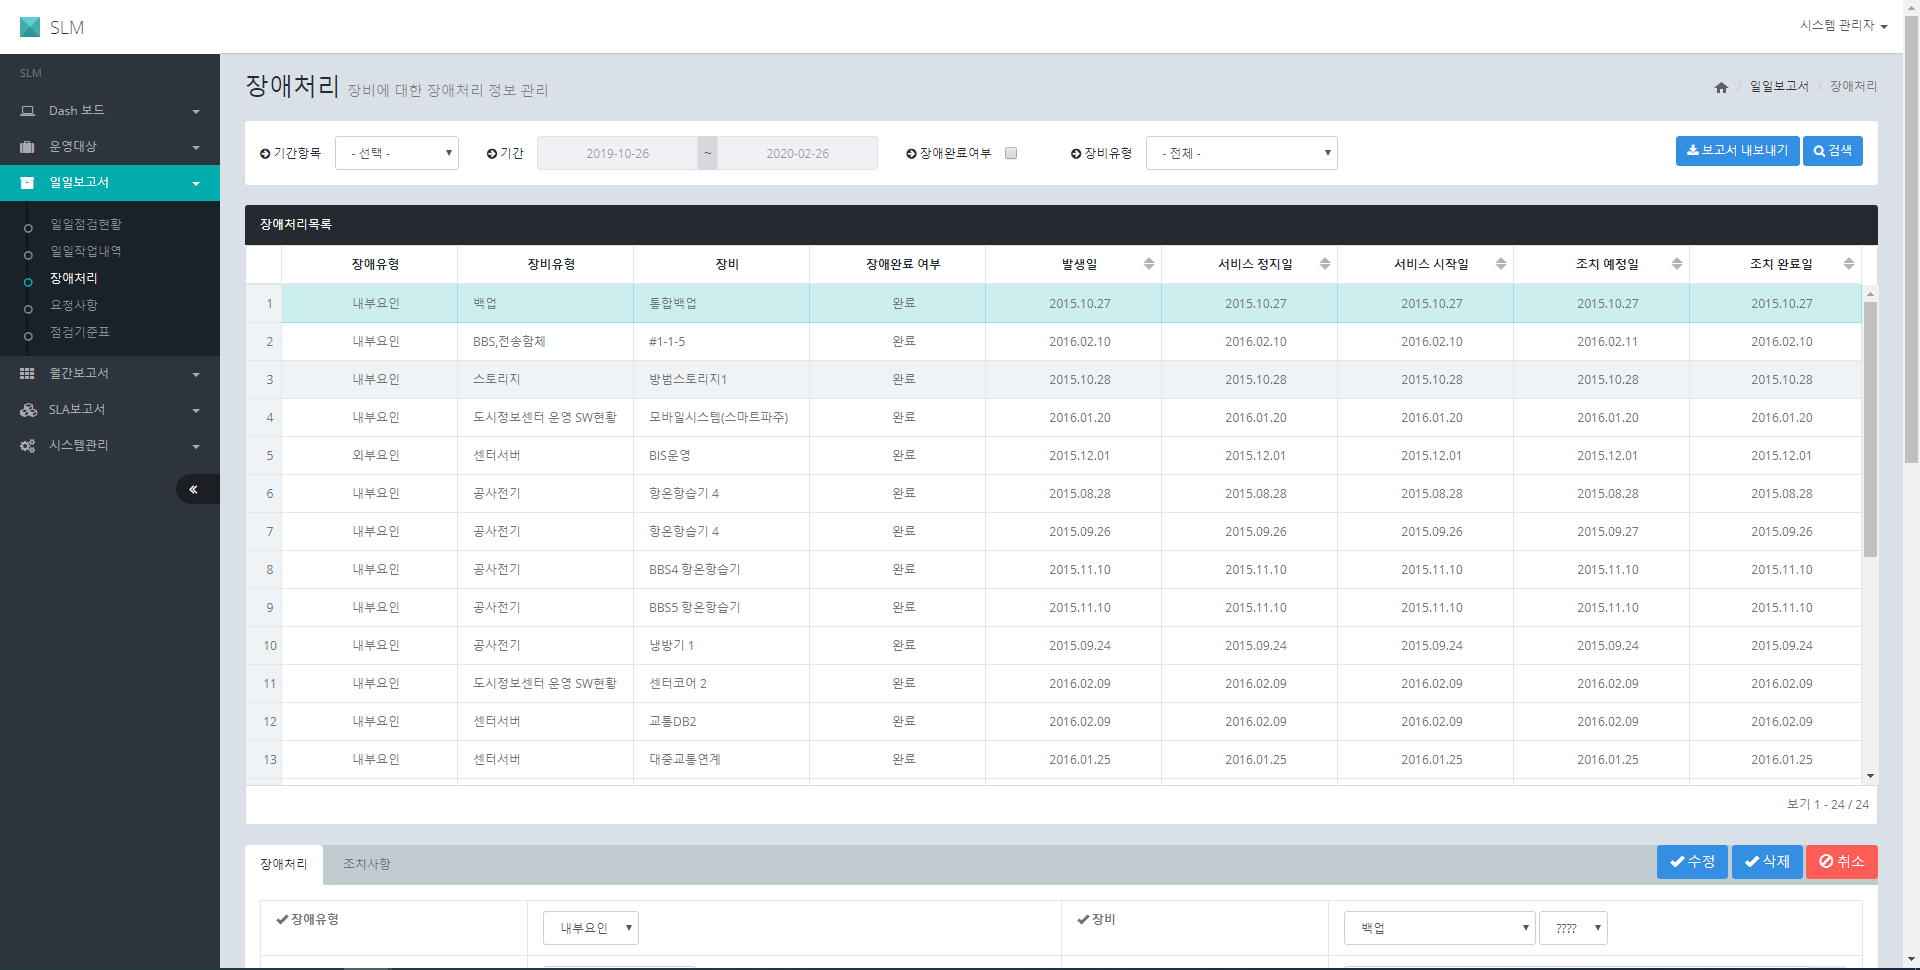 SLM
시스템 관리자
SLM
Dash 보드
운영대상
일일보고서
일일점검현황
일일작업내역
장애처리
요청사항
점검기준표
월간보고서
SLA보고서
시스템관리
장애처리 장비에 대한 장애처리 정보 관리
/ 일일보고서 / 장애처리
기간항목 - 선택 - 기간 2019-10-26 ~ 2020-02-26 장애완료여부 장비유형 - 전체 - 보고서 내보내기 검색
장애처리목록
장애유형 장비유형 장비 장애완료 여부 발생일 서비스 정지일 서비스 시작일 조치 예정일 조치 완료일
1 내부요인 백업 통합백업 완료 2015.10.27 2015.10.27 2015.10.27 2015.10.27 2015.10.27
2 내부요인 BBS,전송함체 #1-1-5 완료 2016.02.10 2016.02.10 2016.02.10 2016.02.11 2016.02.10
3 내부요인 스토리지 방범스토리지1 완료 2015.10.28 2015.10.28 2015.10.28 2015.10.28 2015.10.28
4 내부요인 도시정보센터 운영 SW현황 모바일시스템(스마트파주) 완료 2016.01.20 2016.01.20 2016.01.20 2016.01.20 2016.01.20
5 외부요인 센터서버 BIS운영 완료 2015.12.01 2015.12.01 2015.12.01 2015.12.01 2015.12.01
6 내부요인 공사전기 항온항습기 4 완료 2015.08.28 2015.08.28 2015.08.28 2015.08.28 2015.08.28
7 내부요인 공사전기 항온항습기 4 완료 2015.09.26 2015.09.26 2015.09.26 2015.09.27 2015.09.26
8 내부요인 공사전기 BBS4 항온항습기 완료 2015.11.10 2015.11.10 2015.11.10 2015.11.10 2015.11.10
9 내부요인 공사전기 BBS5 항온항습기 완료 2015.11.10 2015.11.10 2015.11.10 2015.11.10 2015.11.10
10 내부요인 공사전기 냉방기 1 완료 2015.09.24 2015.09.24 2015.09.24 2015.09.24 2015.09.24
11 내부요인 도시정보센터 운영 SW현황 센터코어 2 완료 2016.02.09 2016.02.09 2016.02.09 2016.02.09 2016.02.09
12 내부요인 센터서버 교통DB2 완료 2016.02.09 2016.02.09 2016.02.09 2016.02.09 2016.02.09
13 내부요인 센터서버 대중교통연계 완료 2016.01.25 2016.01.25 2016.01.25 2016.01.25 2016.01.25
보기 1 - 24 / 24
장애처리 조치사항 수정 삭제 취소
장애유형 내부요인 장비 백업 ????